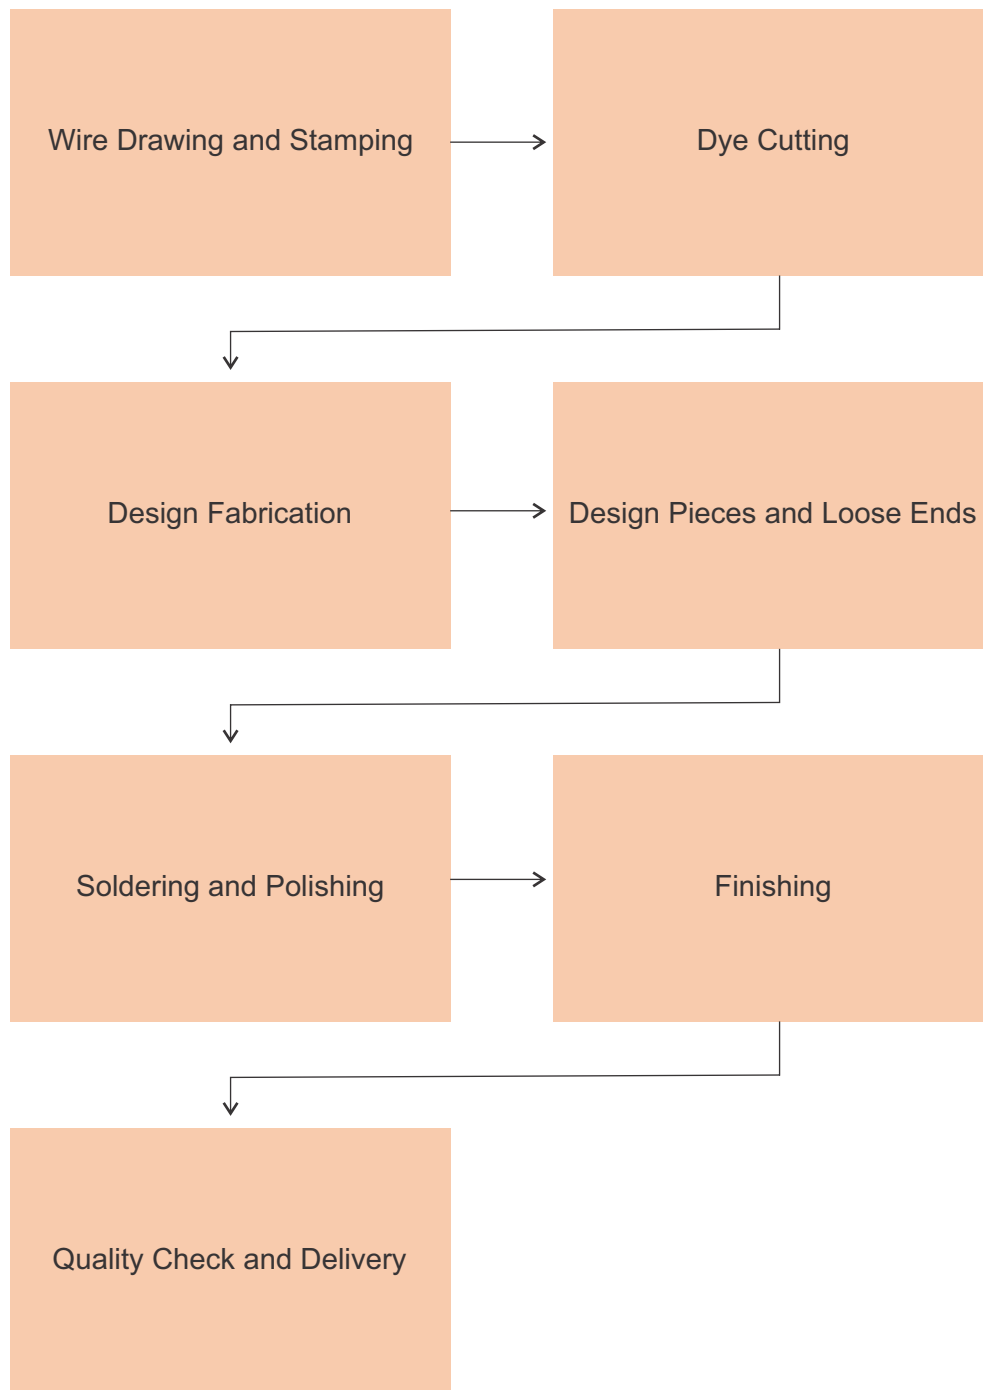 Wire Drawing and Stamping
Dye Cutting
Design Fabrication
Design Pieces and Loose Ends
Soldering and Polishing
Finishing
Quality Check and Delivery